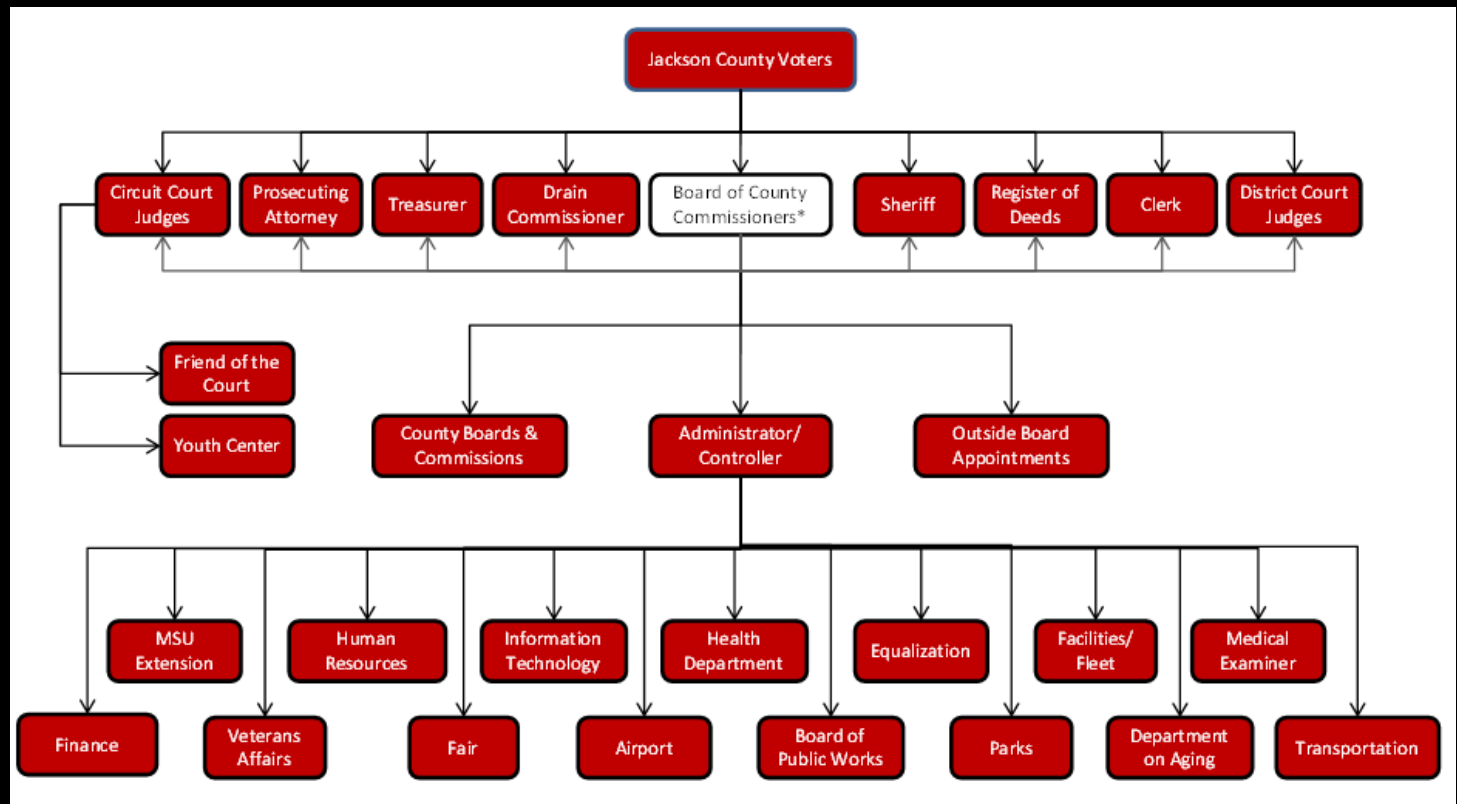 Jackson County Voters
Circuit Court
Judges
Prosecuting
Attorney
Treasurer
Drain
Commissioner
Board of County
Commissioners*
Sheriff
Register of
Deeds
Clerk
District Court
Judges
Friend of the
Court
Youth Center
County Boards &
Commissions
Administrator/
Controller
Outside Board
Appointments
MSU
Extension
Human
Resources
Information
Technology
Health
Department
Equalization
Facilities/
Fleet
Medical
Examiner
Finance
Veterans
Affairs
Fair
Airport
Board of
Public Works
Parks
Department
on Aging
Transportation